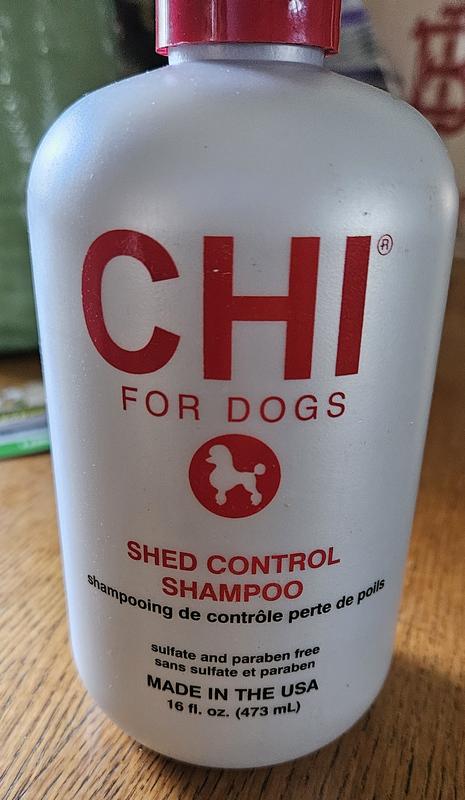 CHI®
FOR DOGS
SHED CONTROL
SHAMPOO
shampooing de contrôle perte de poils
sulfate and paraben free
sans sulfate et paraben
MADE IN THE USA
16 fl. oz. (473 mL)